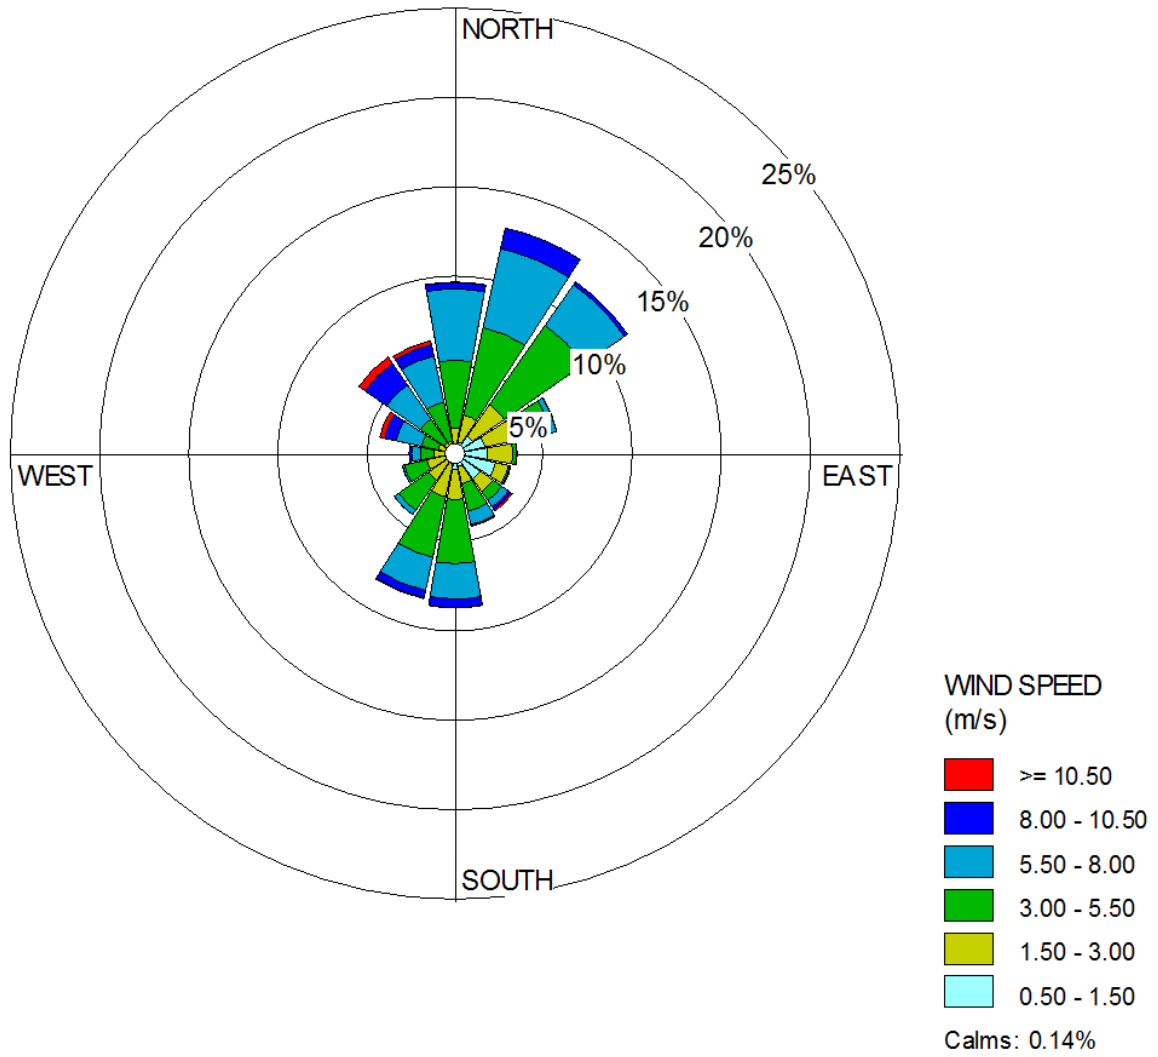 NORTH
25%
20%
15%
10%
5%
WEST
EAST
SOUTH
WIND SPEED
(m/s)
>= 10.50
8.00 - 10.50
5.50 - 8.00
3.00 - 5.50
1.50 - 3.00
0.50 - 1.50
Calms: 0.14%